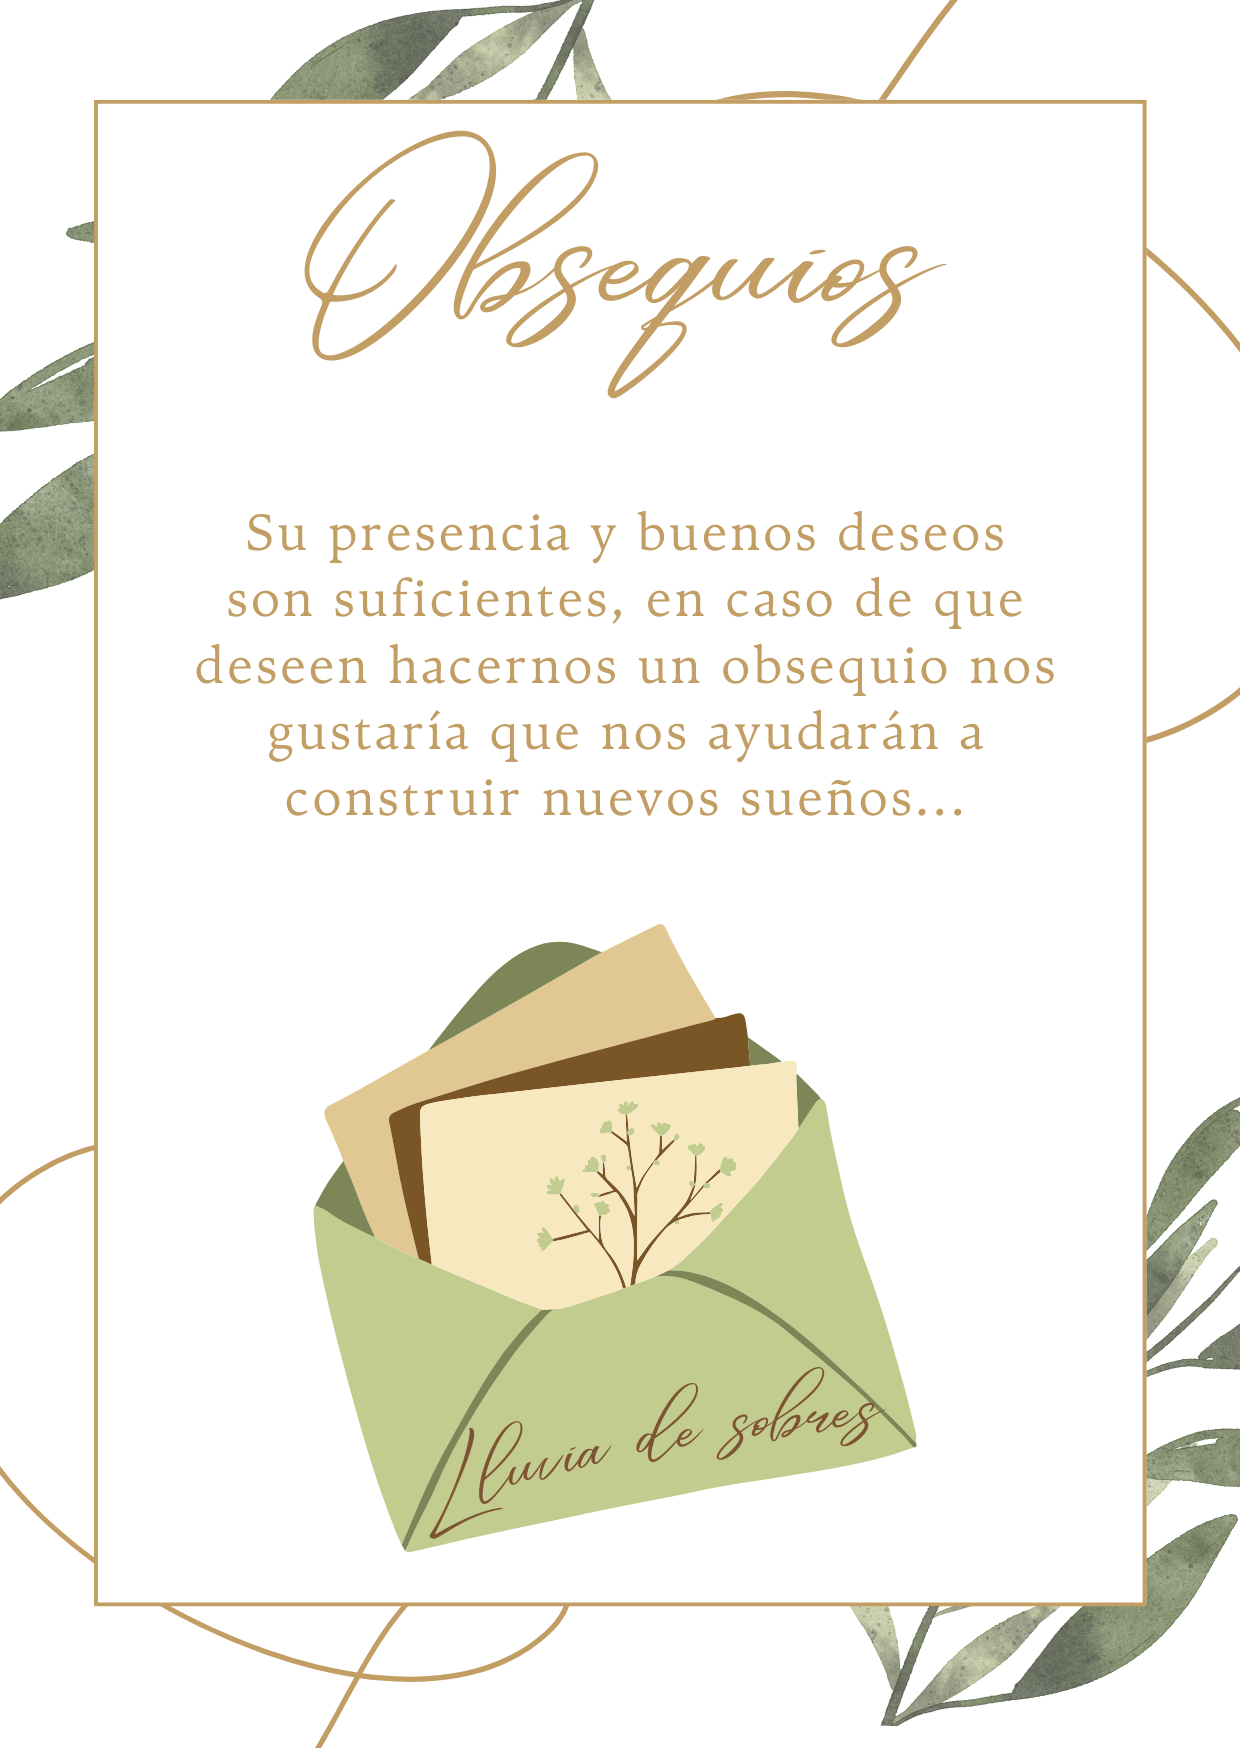 Obsequios
Su presencia y buenos deseos
son suficientes, en caso de que
deseen hacernos un obsequio nos
gustaría que nos ayudarán a
construir nuevos sueños...
Lluvia de sobres